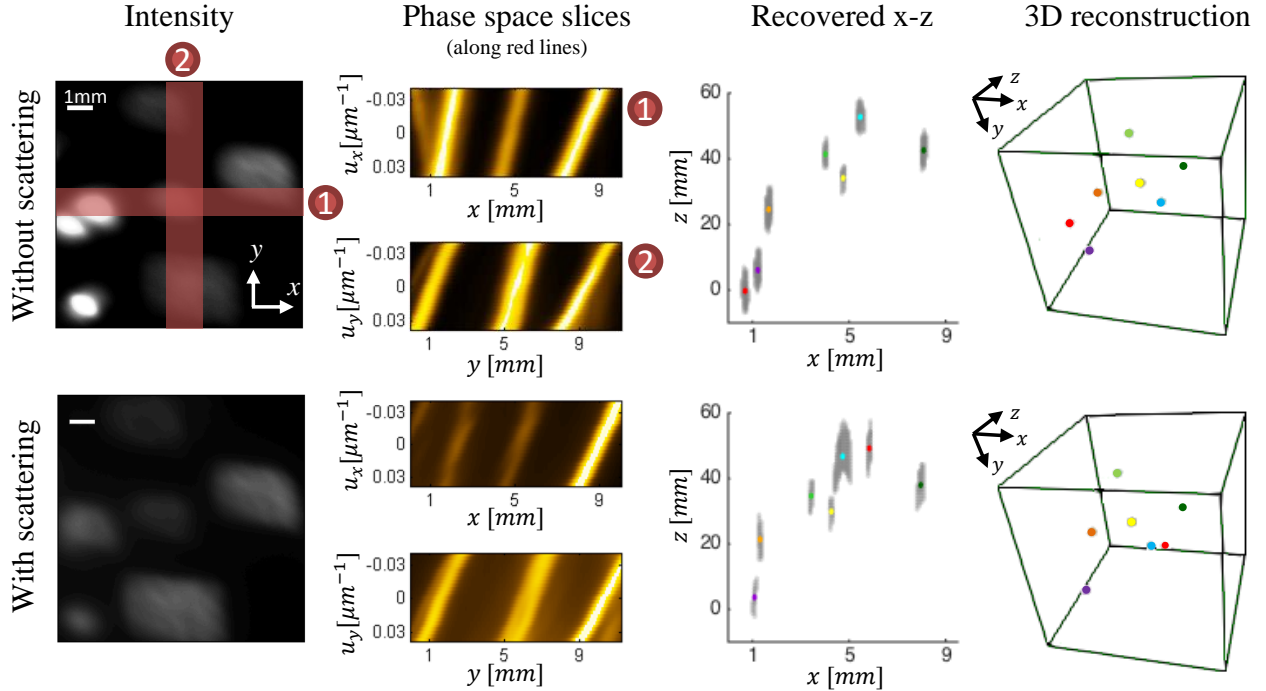 Intensity
Phase space slices
(along red lines)
Recovered x-z
3D reconstruction
Without scattering
2
1mm
1
y
x
-0.03
0
0.03
u_x[μm⁻¹]
1 5 9
x [mm]
1
-0.03
0
0.03
u_y[μm⁻¹]
1 5 9
y [mm]
2
60
40
20
0
z [mm]
1 5 9
x [mm]
z
x
y
With scattering
-0.03
0
0.03
u_x[μm⁻¹]
1 5 9
x [mm]
-0.03
0
0.03
u_y[μm⁻¹]
1 5 9
y [mm]
60
40
20
0
z [mm]
1 5 9
x [mm]
z
x
y